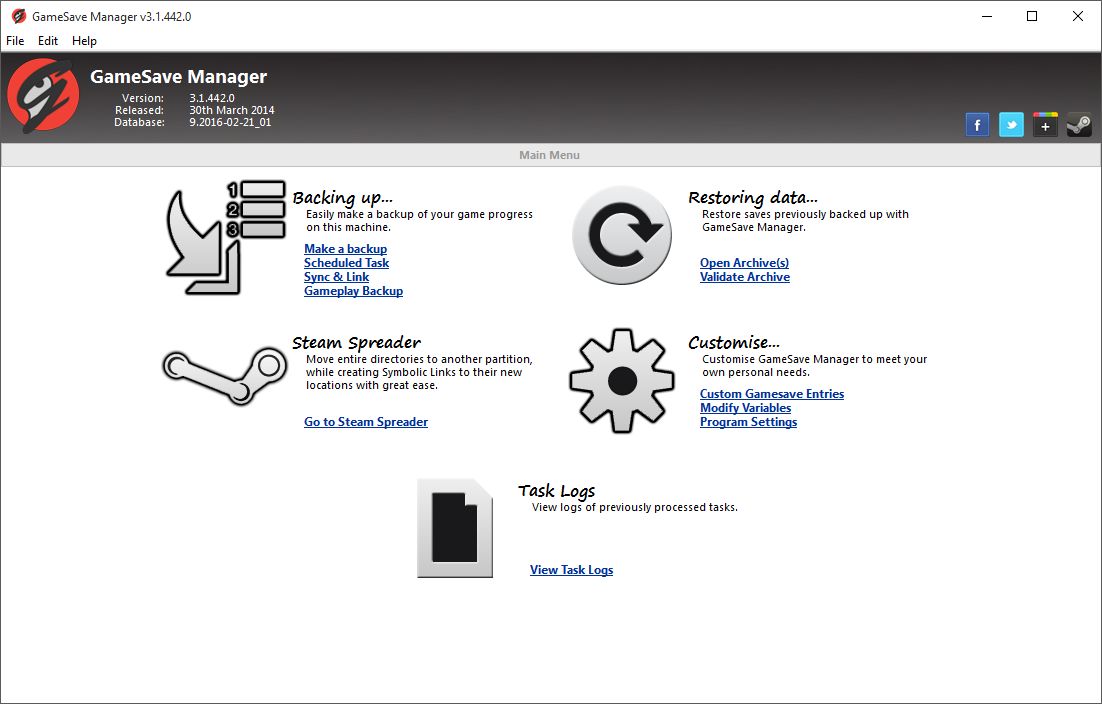 GameSave Manager v3.1.442.0
File Edit Help
GameSave Manager
Version: 3.1.442.0
Released: 30th March 2014
Database: 9.2016-02-21_01
f
+
Main Menu
1
2
3
Backing up...
Easily make a backup of your game progress
on this machine.
Make a backup
Scheduled Task
Sync & Link
Gameplay Backup
Restoring data...
Restore saves previously backed up with
GameSave Manager.
Open Archive(s)
Validate Archive
Steam Spreader
Move entire directories to another partition,
while creating Symbolic Links to their new
locations with great ease.
Go to Steam Spreader
Customise...
Customise GameSave Manager to meet your
own personal needs.
Custom Gamesave Entries
Modify Variables
Program Settings
Task Logs
View logs of previously processed tasks.
View Task Logs